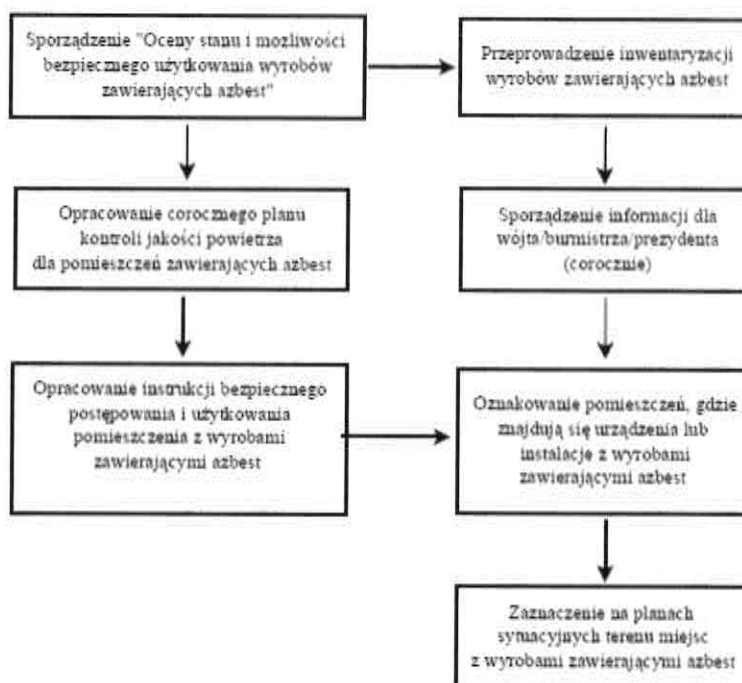 Sporządzenie "Oceny stanu i możliwości
bezpiecznego użytkowania wyrobów
zawierających azbest"
Przeprowadzenie inwentaryzacji
wyrobów zawierających azbest
Opracowanie corocznego planu
kontroli jakości powietrza
dla pomieszczeń zawierających azbest
Sporządzenie informacji dla
wójta/burmistrza/prezydenta
(corocznie)
Opracowanie instrukcji bezpiecznego
postępowania i użytkowania
pomieszczenia z wyrobami
zawierającymi azbest
Oznakowanie pomieszczeń, gdzie
znajdują się urządzenia lub
instalacje z wyrobami
zawierającymi azbest
Zaznaczenie na planach
sytuacyjnych terenu miejsc
z wyrobami zawierającymi azbest